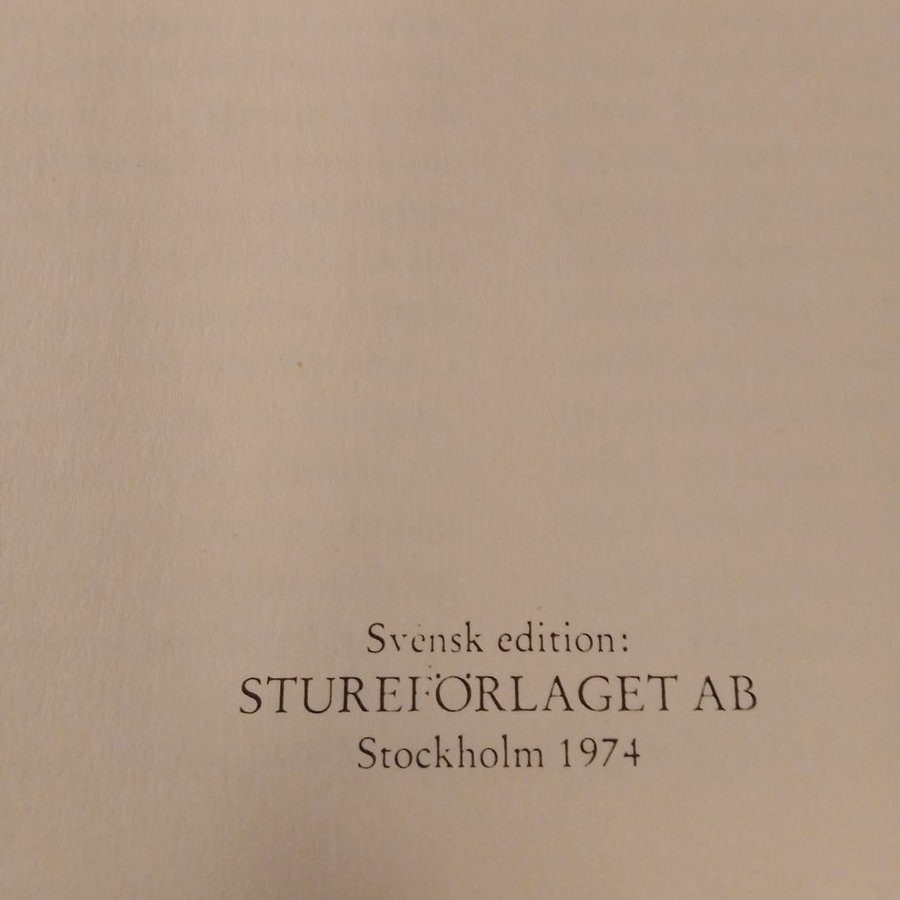 Svensk edition:
STUREFÖRLAGET AB
Stockholm 1974